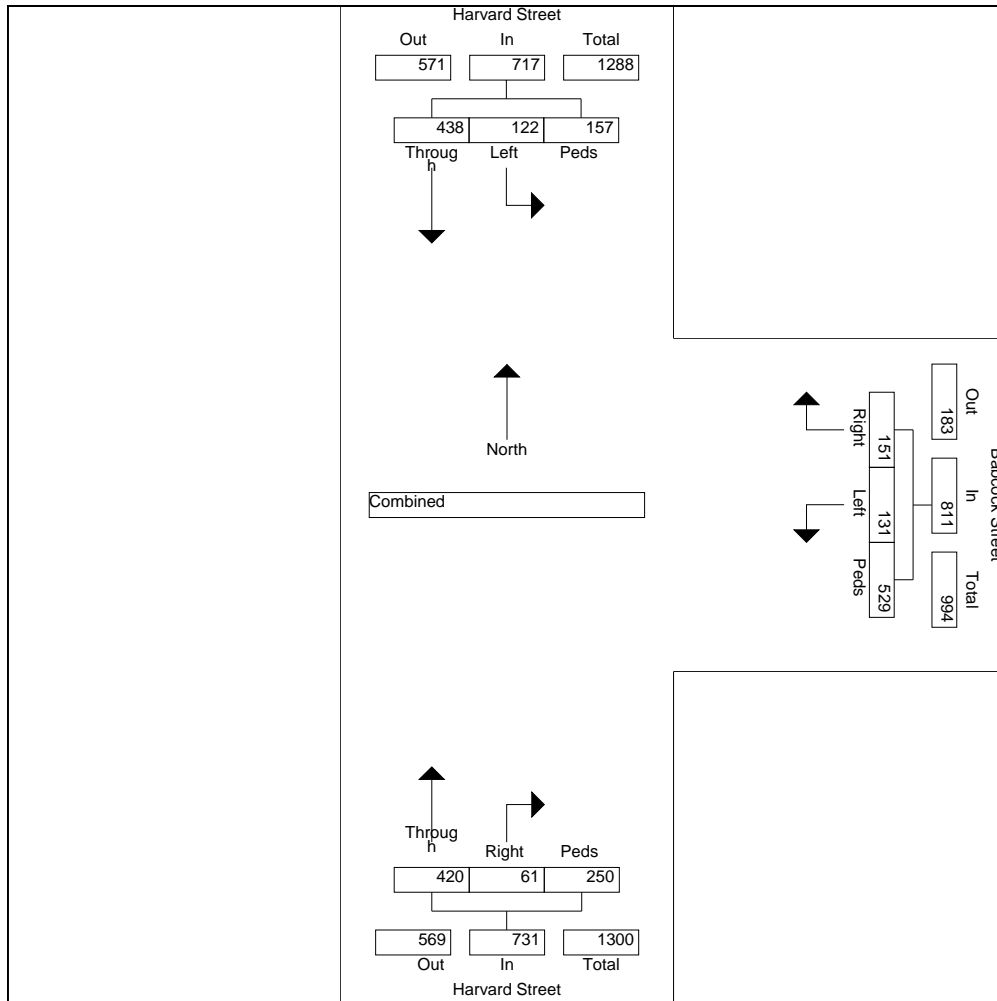 Harvard Street
Out In Total
571 717 1288
438 122 157
Throug
h
Left Peds
North
Combined
Out In Total
183 811 994
Babcock Street
151 131 529
Right Left Peds
Throug
h
Right Peds
420 61 250
569 731 1300
Out In Total
Harvard Street